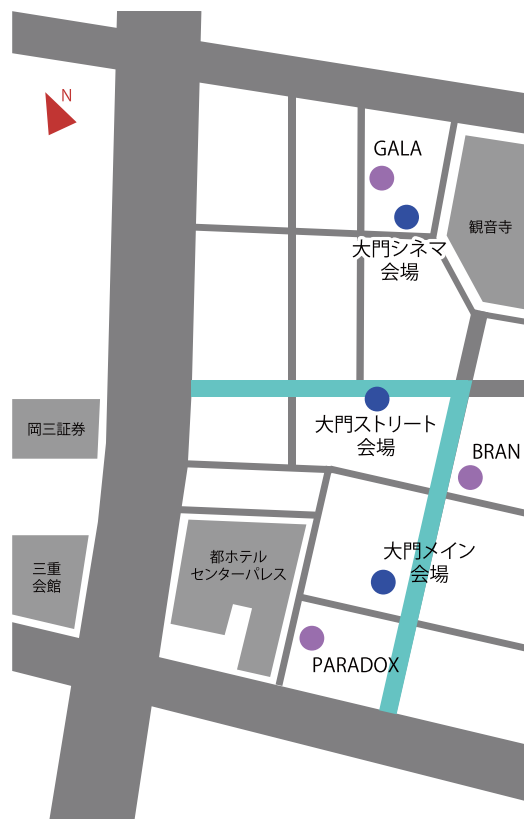 N
GALA
観音寺
大門シネマ
会場
岡三証券
大門ストリート
会場
BRAN
三重
会館
都ホテル
センターパレス
大門メイン
会場
PARADOX